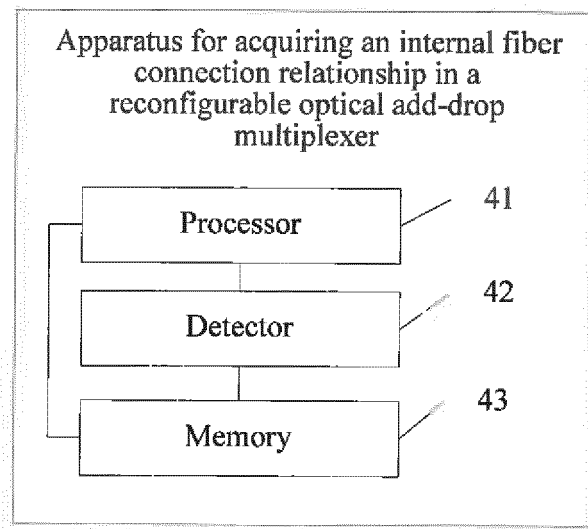 Apparatus for acquiring an internal fiber
connection relationship in a
reconfigurable optical add-drop
multiplexer
Processor
41
Detector
42
Memory
43